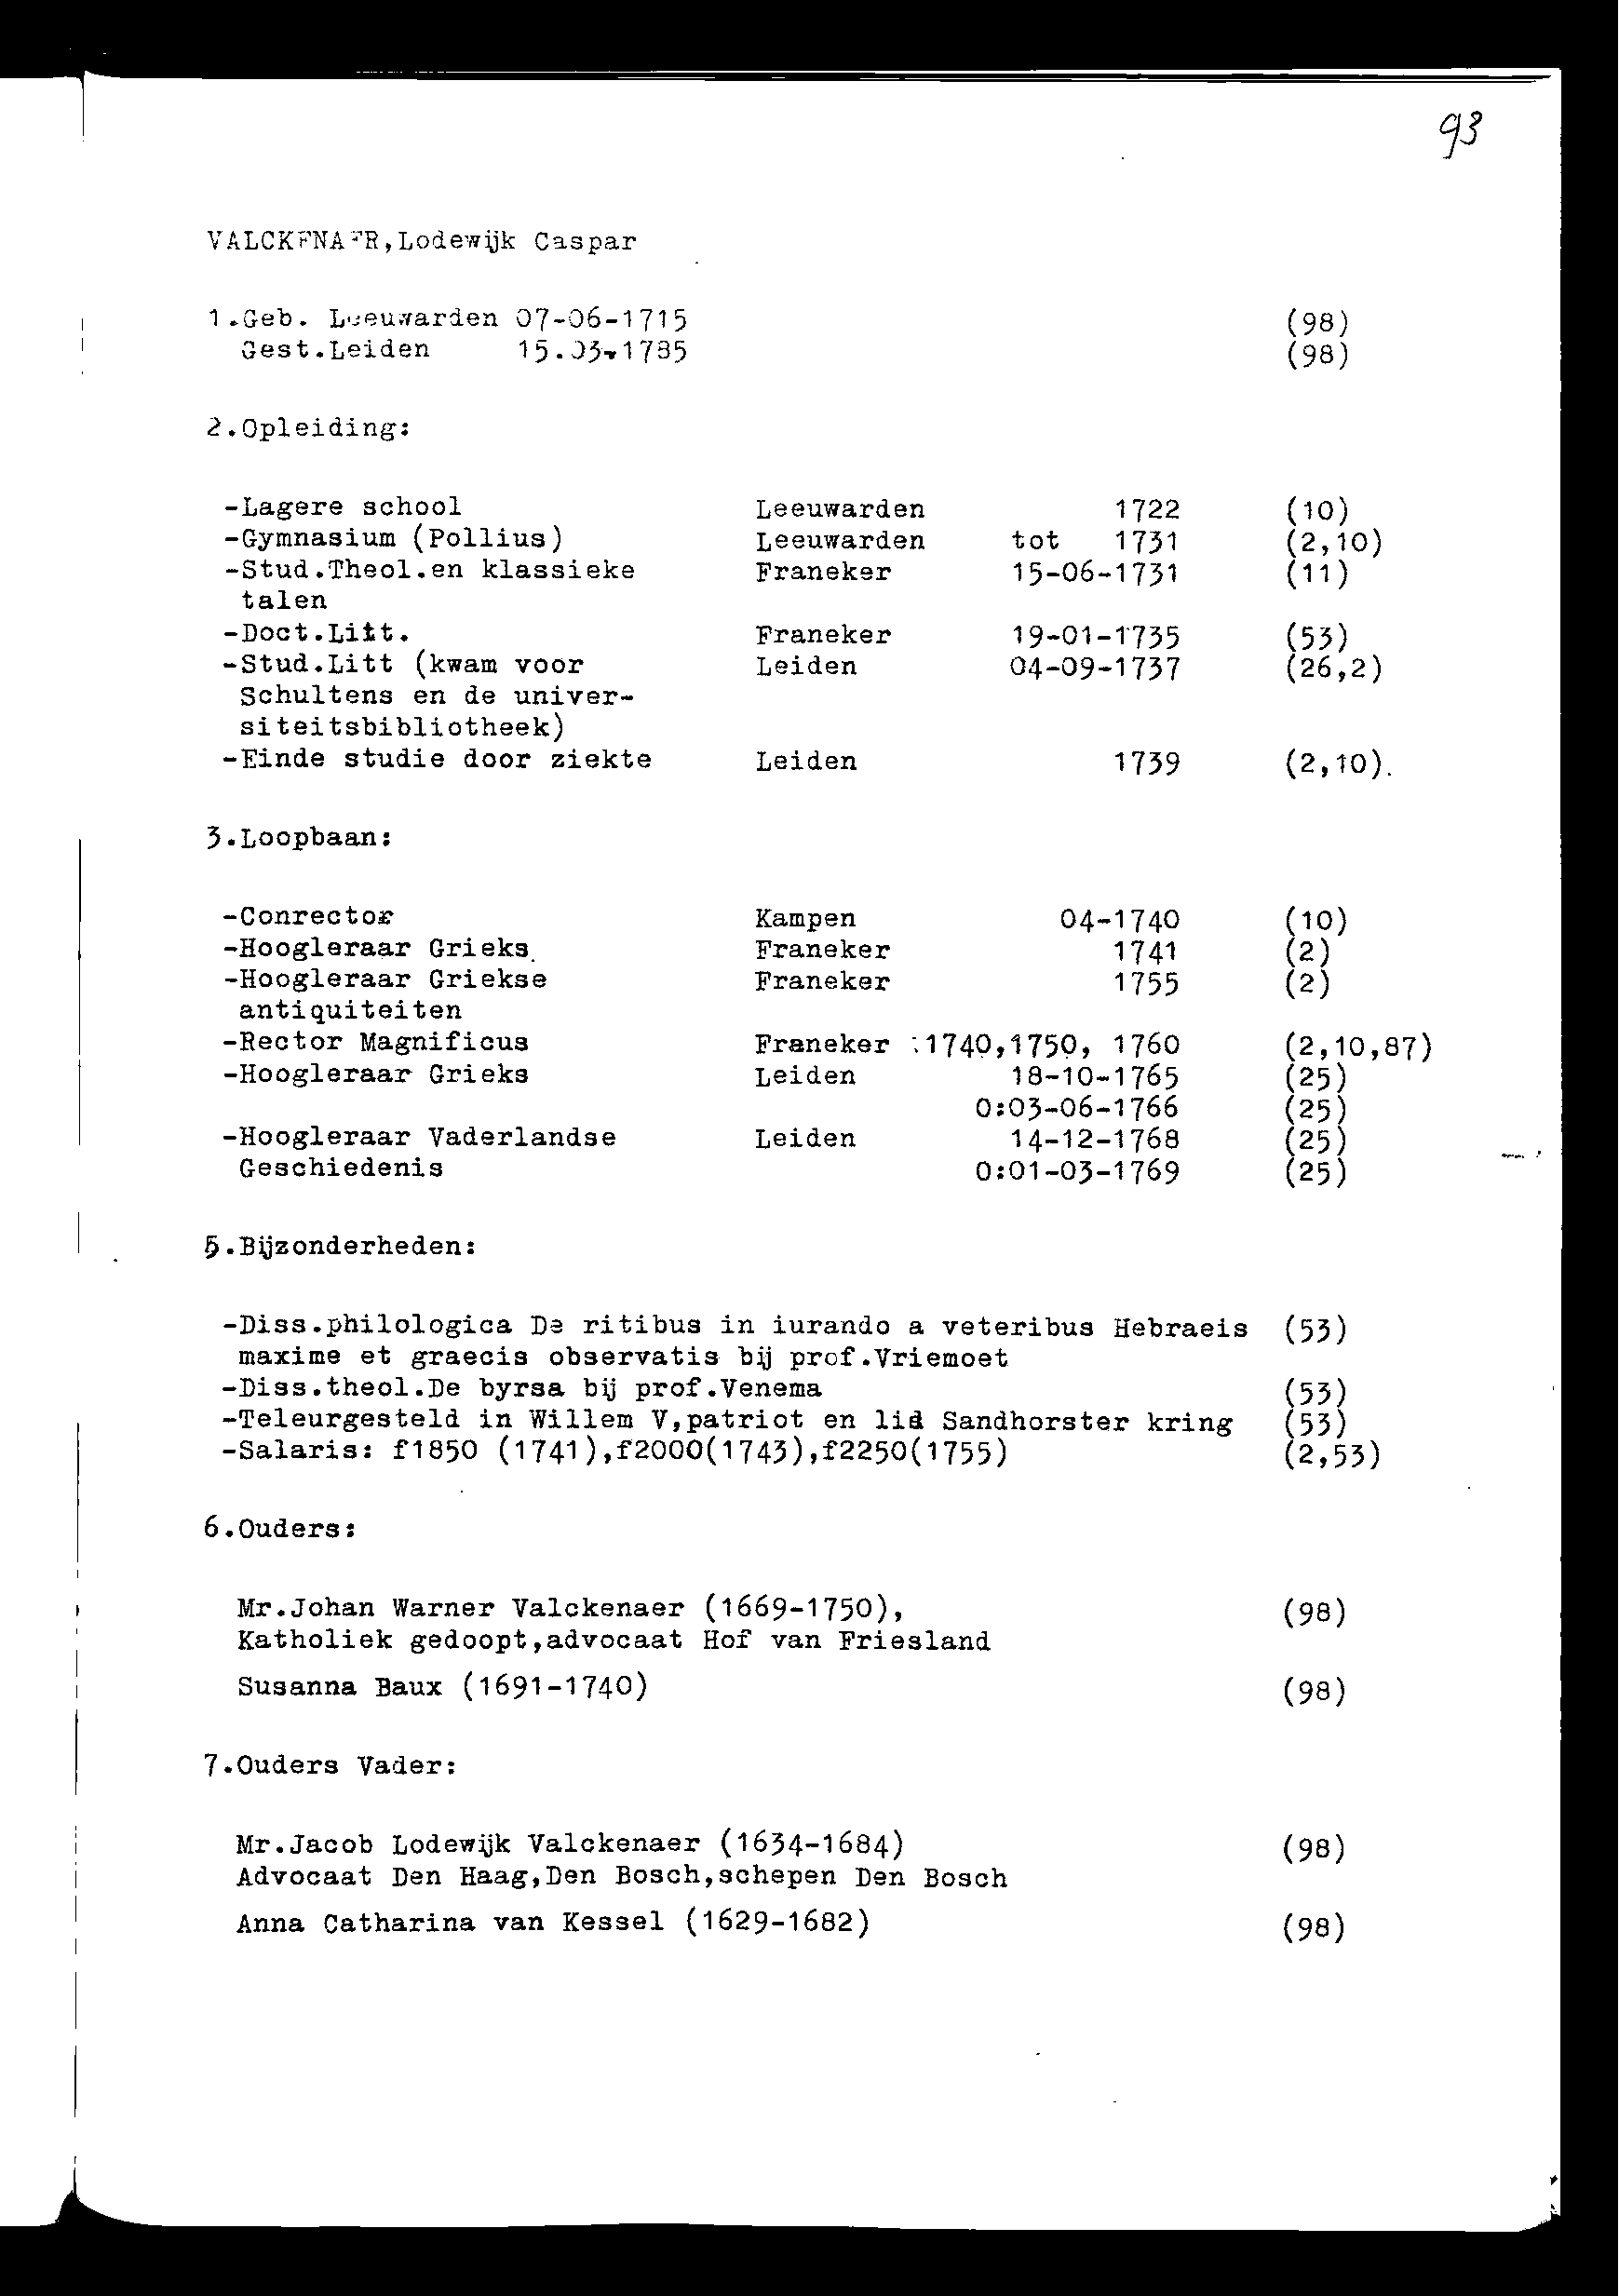 93
VALCKENAER,Lodewijk Caspar
1.Geb. Leeuwarden 07-06-1715 (98)
Gest.Leiden 15.03-1785 (98)
2.Opleiding:
-Lagere school Leeuwarden 1722 (10)
-Gymnasium (Pollius) Leeuwarden tot 1731 (2,10)
-Stud.Theol.en klassieke Franeker 15-06-1731 (11)
talen
-Doct.Litt. Franeker 19-01-1735 (53)
-Stud.Litt (kwam voor Leiden 04-09-1737 (26,2)
Schultens en de univer-
siteitsbibliotheek)
-Einde studie door ziekte Leiden 1739 (2,10).
3.Loopbaan:
-Conrector Kampen 04-1740 (10)
-Hoogleraar Grieks Franeker 1741 (2)
-Hoogleraar Griekse Franeker 1755 (2)
antiquiteiten
-Rector Magnificus Franeker :1740,1750, 1760 (2,10,87)
-Hoogleraar Grieks Leiden 18-10-1765 (25)
0:03-06-1766 (25)
-Hoogleraar Vaderlandse Leiden 14-12-1768 (25)
Geschiedenis 0:01-03-1769 (25)
5.Bijzonderheden:
-Diss.philologica De ritibus in iurando a veteribus Hebraeis (53)
maxime et graecis observatis bij prof.Vriemoet
-Diss.theol.De byrsa bij prof.Venema (53)
-Teleurgesteld in Willem V,patriot en lid Sandhorster kring (53)
-Salaris: f1850 (1741),f2000(1743),f2250(1755) (2,53)
6.Ouders:
Mr.Johan Warner Valckenaer (1669-1750), (98)
Katholiek gedoopt,advocaat Hof van Friesland
Susanna Baux (1691-1740) (98)
7.Ouders Vader:
Mr.Jacob Lodewijk Valckenaer (1634-1684) (98)
Advocaat Den Haag,Den Bosch,schepen Den Bosch
Anna Catharina van Kessel (1629-1682) (98)